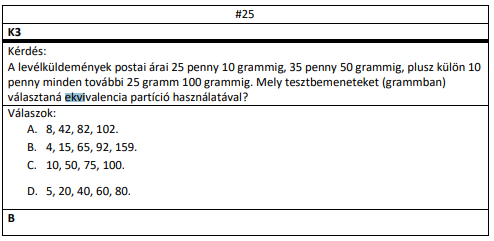 #25
K3
Kérdés:
A levélküldemények postai árai 25 penny 10 grammig, 35 penny 50 grammig, plusz külön 10
penny minden további 25 gramm 100 grammig. Mely tesztbemeneteket (grammban)
választaná ekvivalencia partíció használatával?
Válaszok:
A. 8, 42, 82, 102.
B. 4, 15, 65, 92, 159.
C. 10, 50, 75, 100.
D. 5, 20, 40, 60, 80.
B